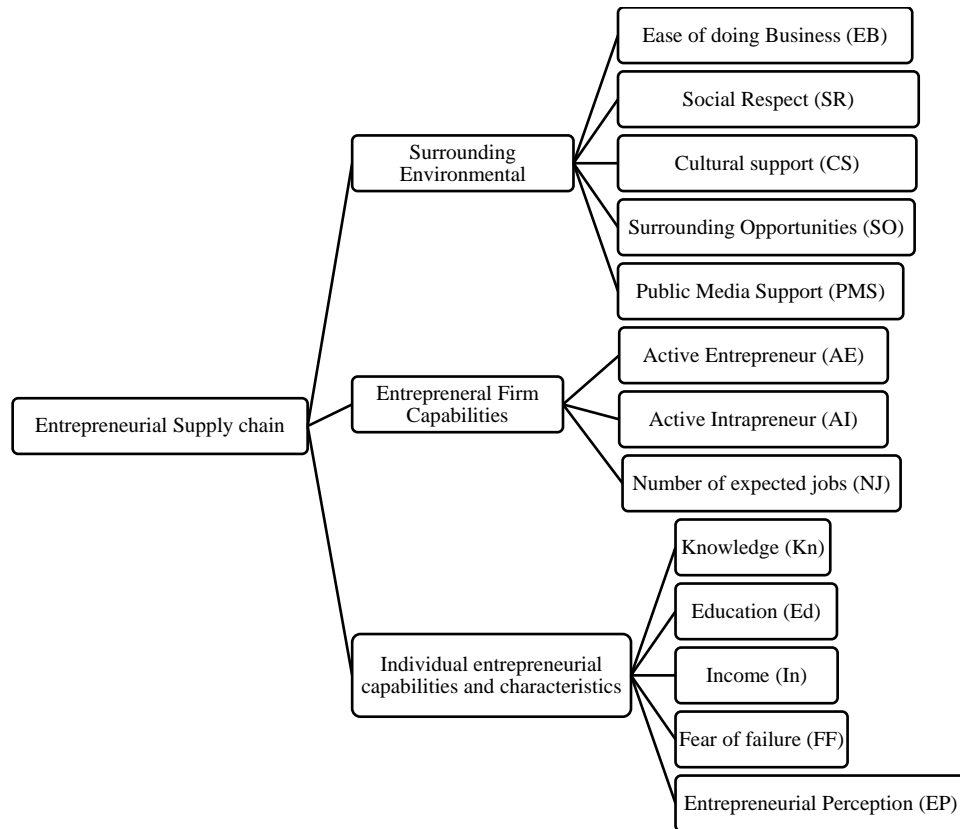 Ease of doing Business (EB)
Social Respect (SR)
Surrounding
Environmental
Cultural support (CS)
Surrounding Opportunities (SO)
Public Media Support (PMS)
Active Entrepreneur (AE)
Entrepreneral Firm
Capabilities
Active Intrapreneur (AI)
Entrepreneurial Supply chain
Number of expected jobs (NJ)
Knowledge (Kn)
Education (Ed)
Individual entrepreneurial
capabilities and characteristics
Income (In)
Fear of failure (FF)
Entrepreneurial Perception (EP)